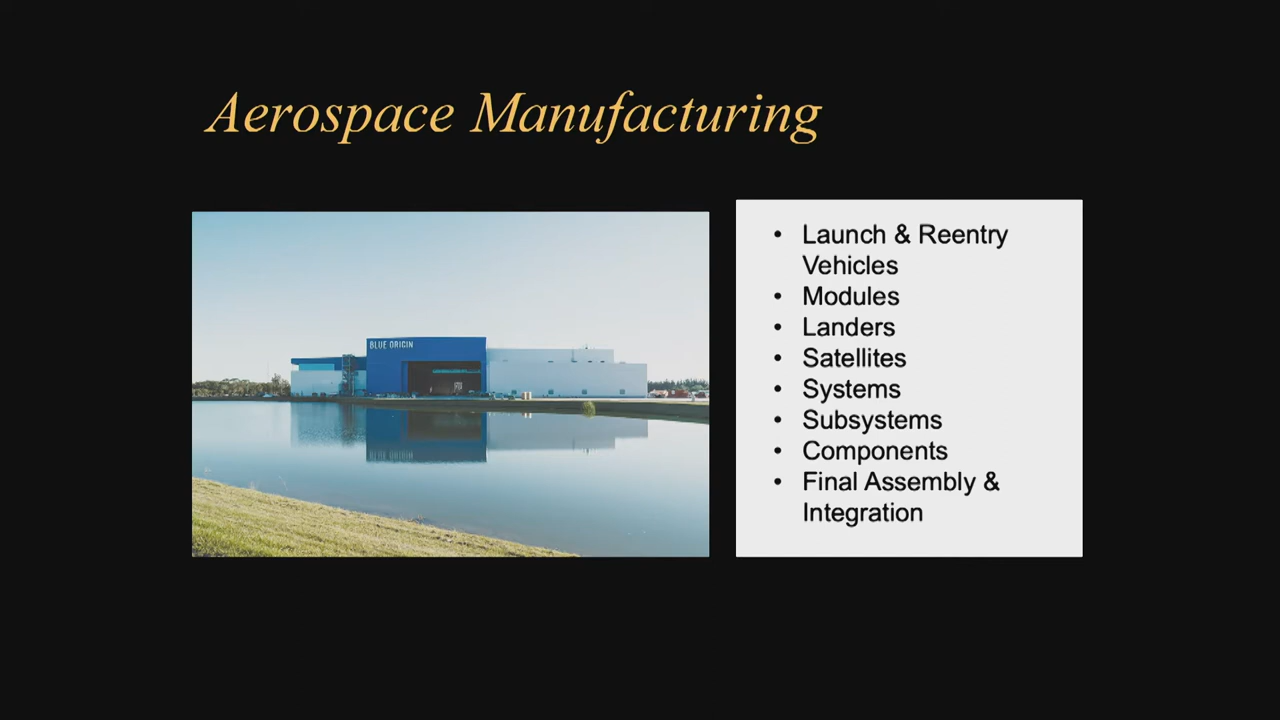 Aerospace Manufacturing
BLUE ORIGIN
• Launch & Reentry
Vehicles
• Modules
• Landers
• Satellites
• Systems
• Subsystems
• Components
• Final Assembly &
Integration